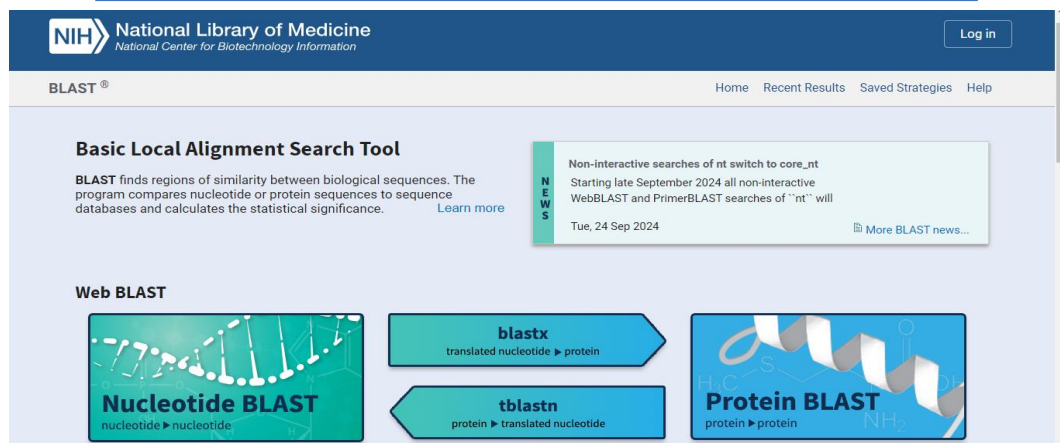 NIH National Library of Medicine
National Center for Biotechnology Information
Log in
BLAST ®
Home Recent Results Saved Strategies Help
Basic Local Alignment Search Tool
BLAST finds regions of similarity between biological sequences. The
program compares nucleotide or protein sequences to sequence
databases and calculates the statistical significance. Learn more
NEWS
Non-interactive searches of nt switch to core_nt
Starting late September 2024 all non-interactive
WebBLAST and PrimerBLAST searches of ``nt`` will
Tue, 24 Sep 2024
More BLAST news...
Web BLAST
Nucleotide BLAST
nucleotide ▶ nucleotide
blastx
translated nucleotide ▶ protein
tblastn
protein ▶ translated nucleotide
H₃C
S
O
OH
NH₂
Protein BLAST
protein ▶ protein